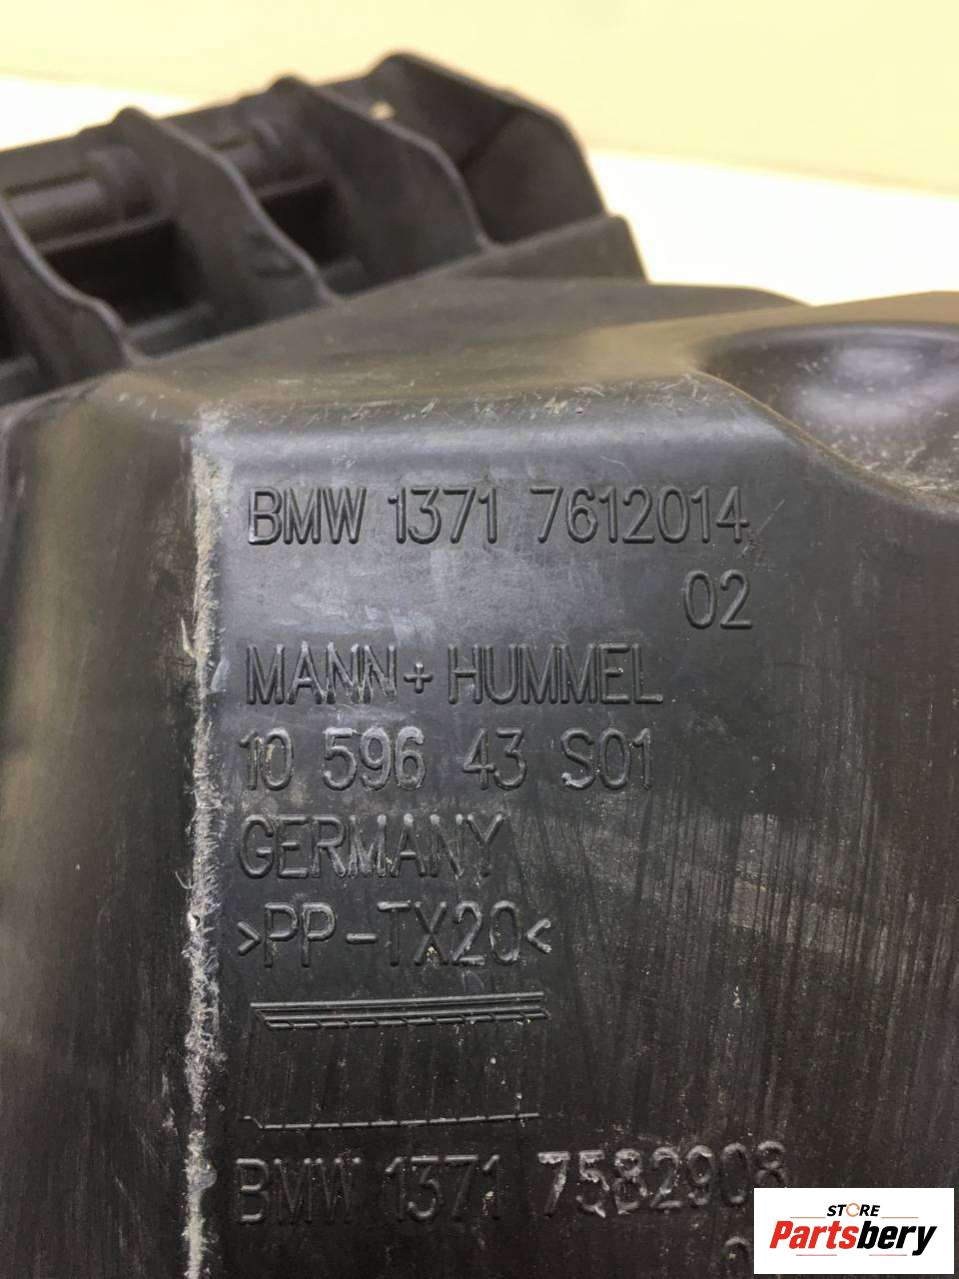 BMW 1371 7612014
02
MANN+HUMMEL
10 596 43 S01
GERMANY
>PP-TX20<
BMW 1371 7582908
STORE
Partsbery